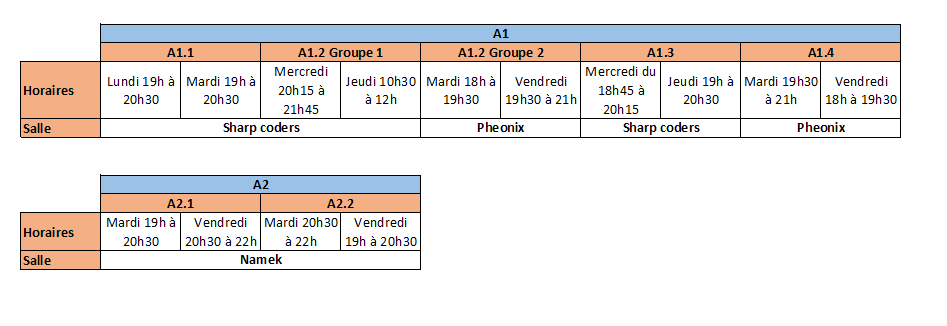 A1
A1.1 A1.2 Groupe 1 A1.2 Groupe 2 A1.3 A1.4
Horaires
Lundi 19h à
20h30
Mardi 19h à
20h30
Mercredi
20h15 à
21h45
Jeudi 10h30
à 12h
Mardi 18h à
19h30
Vendredi
19h30 à 21h
Mercredi du
18h45 à
20h15
Jeudi 19h à
20h30
Mardi 19h30
à 21h
Vendredi
18h à 19h30
Salle Sharp coders Pheonix Sharp coders Pheonix
A2
A2.1 A2.2
Horaires
Mardi 19h à
20h30
Vendredi
20h30 à 22h
Mardi 20h30
à 22h
Vendredi
19h à 20h30
Salle Namek